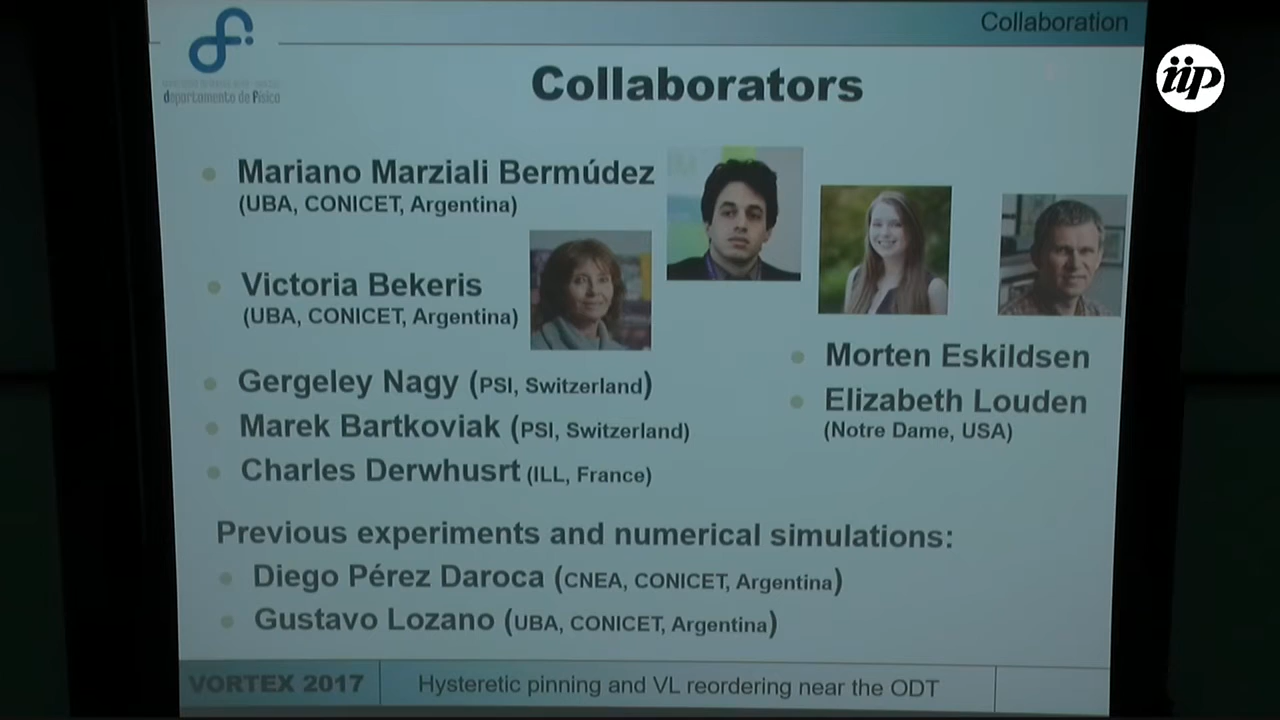 Collaboration
iip
departamento de Física
Collaborators
Mariano Marziali Bermúdez
(UBA, CONICET, Argentina)
Victoria Bekeris
(UBA, CONICET, Argentina)
Gergeley Nagy (PSI, Switzerland)
Marek Bartkoviak (PSI, Switzerland)
Charles Derwhusrt (ILL, France)
Morten Eskildsen
Elizabeth Louden
(Notre Dame, USA)
Previous experiments and numerical simulations:
Diego Pérez Daroca (CNEA, CONICET, Argentina)
Gustavo Lozano (UBA, CONICET, Argentina)
VORTEX 2017
Hysteretic pinning and VL reordering near the ODT